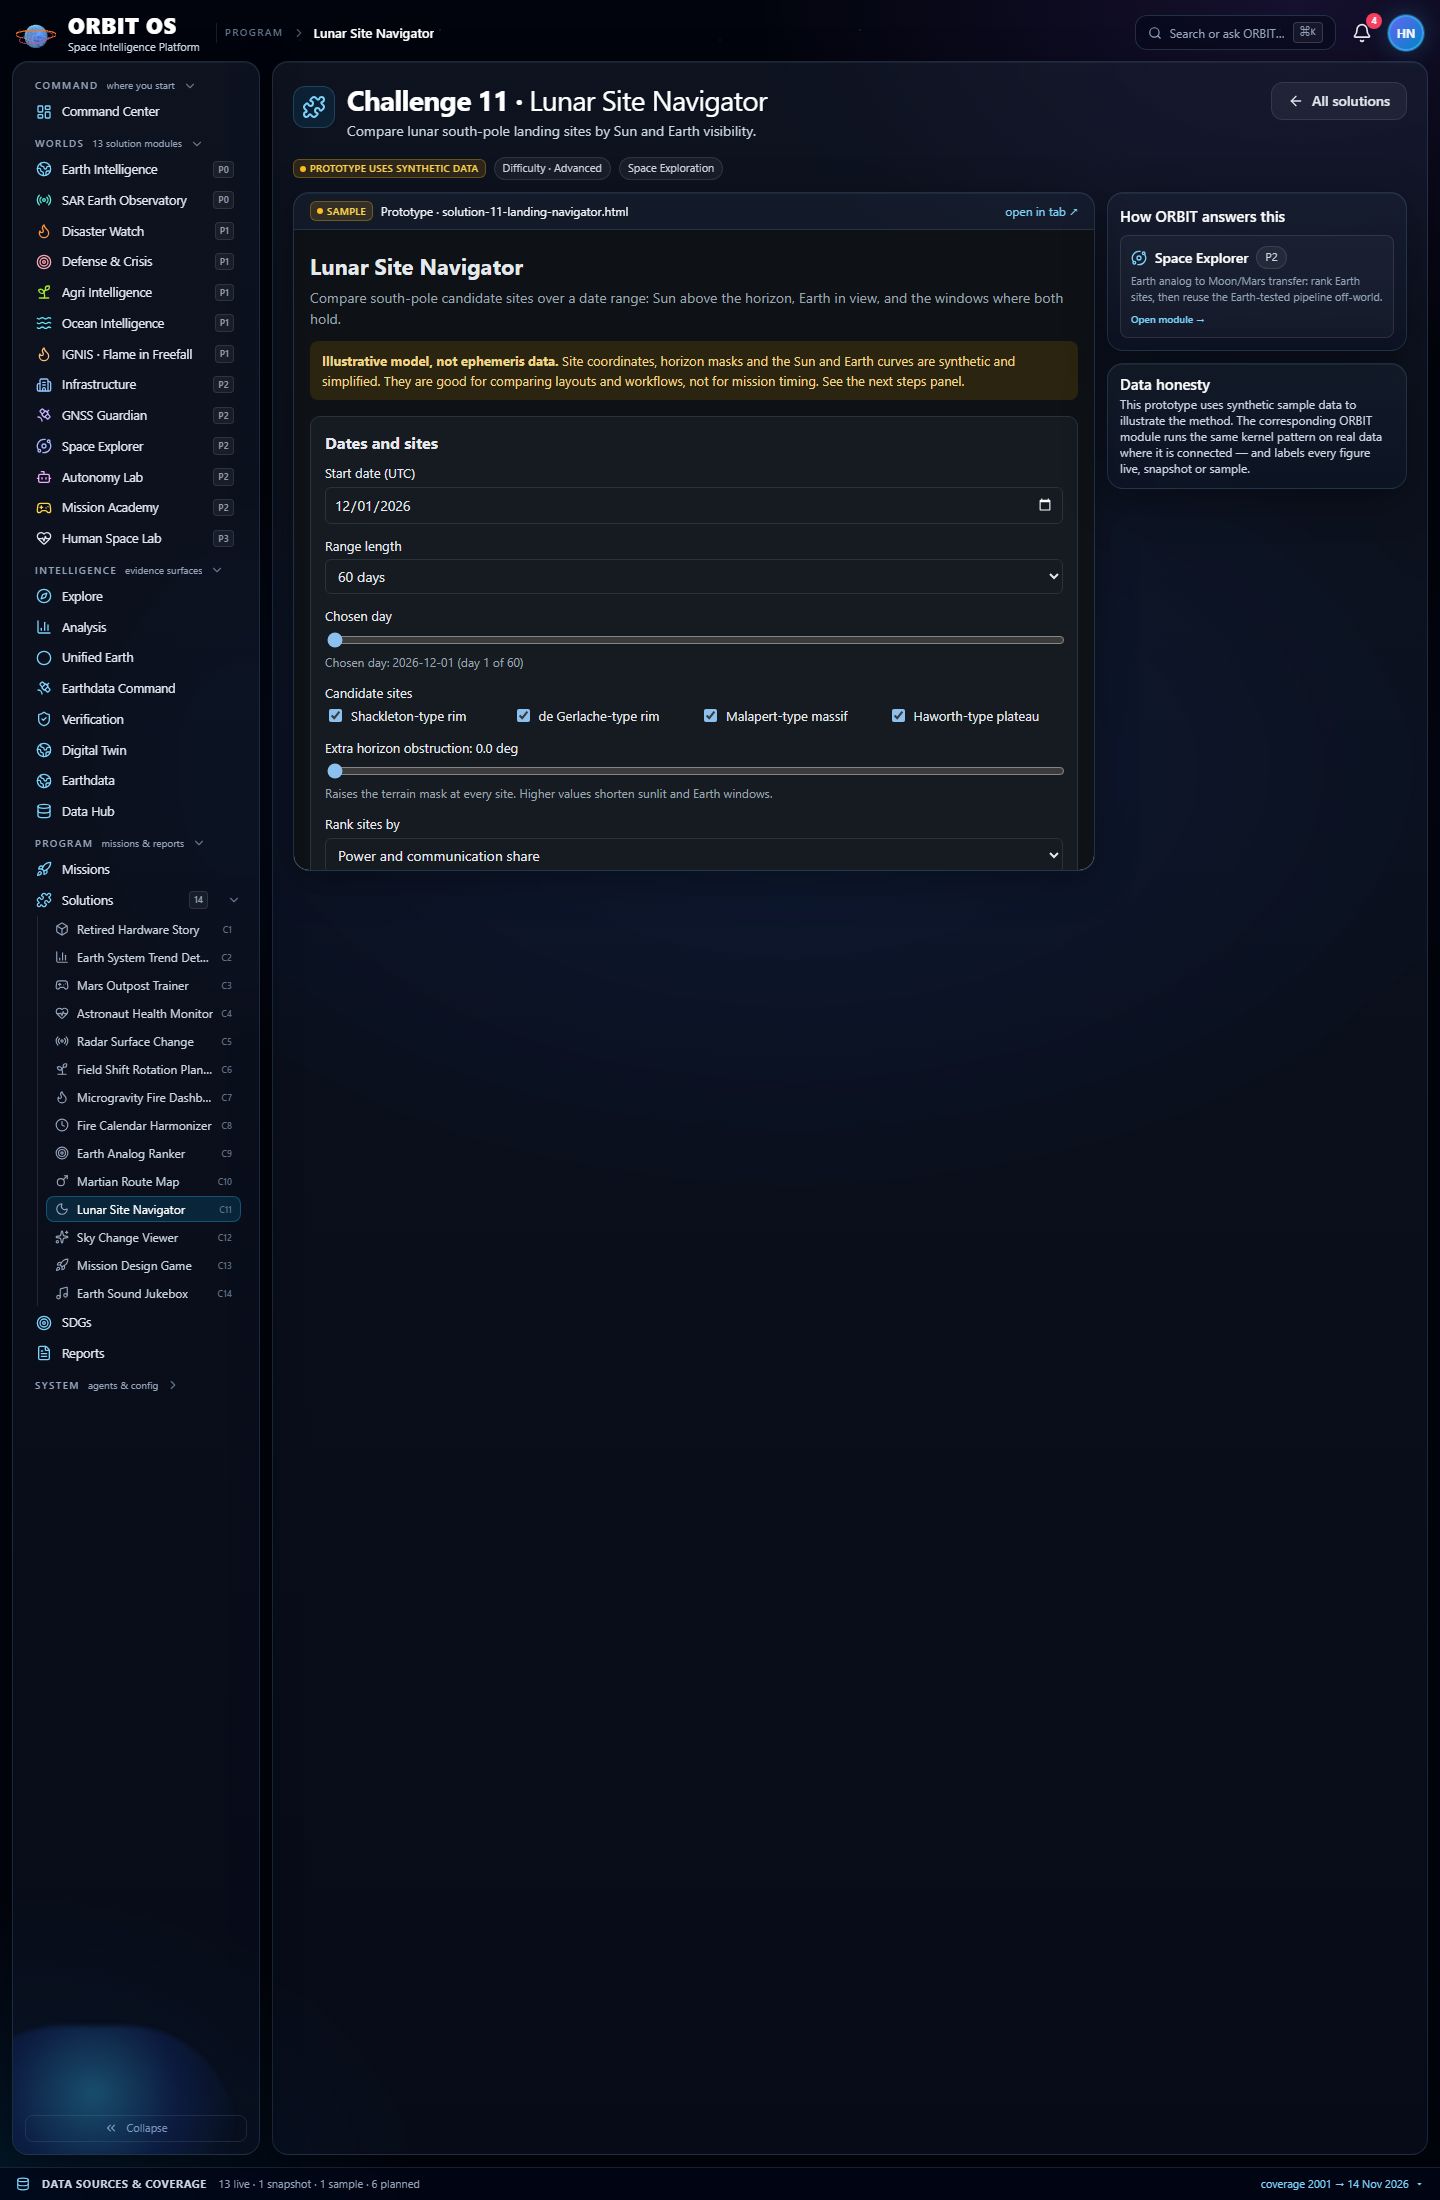 ORBIT OS
Space Intelligence Platform
PROGRAM > Lunar Site Navigator
Search or ask ORBIT... ⌘K
4
HN
COMMAND where you start
Command Center
WORLDS 13 solution modules
Earth Intelligence P0
SAR Earth Observatory P0
Disaster Watch P1
Defense & Crisis P1
Agri Intelligence P1
Ocean Intelligence P1
IGNIS · Flame in Freefall P1
Infrastructure P2
GNSS Guardian P2
Space Explorer P2
Autonomy Lab P2
Mission Academy P2
Human Space Lab P3
INTELLIGENCE evidence surfaces
Explore
Analysis
Unified Earth
Earthdata Command
Verification
Digital Twin
Earthdata
Data Hub
PROGRAM missions & reports
Missions
Solutions 14
Retired Hardware Story C1
Earth System Trend Det... C2
Mars Outpost Trainer C3
Astronaut Health Monitor C4
Radar Surface Change C5
Field Shift Rotation Plan... C6
Microgravity Fire Dashb... C7
Fire Calendar Harmonizer C8
Earth Analog Ranker C9
Martian Route Map C10
Lunar Site Navigator C11
Sky Change Viewer C12
Mission Design Game C13
Earth Sound Jukebox C14
SDGs
Reports
SYSTEM agents & config
Collapse
Challenge 11 · Lunar Site Navigator
Compare lunar south-pole landing sites by Sun and Earth visibility.
← All solutions
PROTOTYPE USES SYNTHETIC DATA
Difficulty · Advanced
Space Exploration
SAMPLE Prototype · solution-11-landing-navigator.html
open in tab ↗
Lunar Site Navigator
Compare south-pole candidate sites over a date range: Sun above the horizon, Earth in view, and the windows where both
hold.
Illustrative model, not ephemeris data. Site coordinates, horizon masks and the Sun and Earth curves are synthetic and
simplified. They are good for comparing layouts and workflows, not for mission timing. See the next steps panel.
Dates and sites
Start date (UTC)
12/01/2026
Range length
60 days
Chosen day
Chosen day: 2026-12-01 (day 1 of 60)
Candidate sites
Shackleton-type rim
de Gerlache-type rim
Malapert-type massif
Haworth-type plateau
Extra horizon obstruction: 0.0 deg
Raises the terrain mask at every site. Higher values shorten sunlit and Earth windows.
Rank sites by
Power and communication share
How ORBIT answers this
Space Explorer P2
Earth analog to Moon/Mars transfer: rank Earth
sites, then reuse the Earth-tested pipeline off-world.
Open module →
Data honesty
This prototype uses synthetic sample data to
illustrate the method. The corresponding ORBIT
module runs the same kernel pattern on real data
where it is connected — and labels every figure
live, snapshot or sample.
DATA SOURCES & COVERAGE 13 live · 1 snapshot · 1 sample · 6 planned
coverage 2001 → 14 Nov 2026